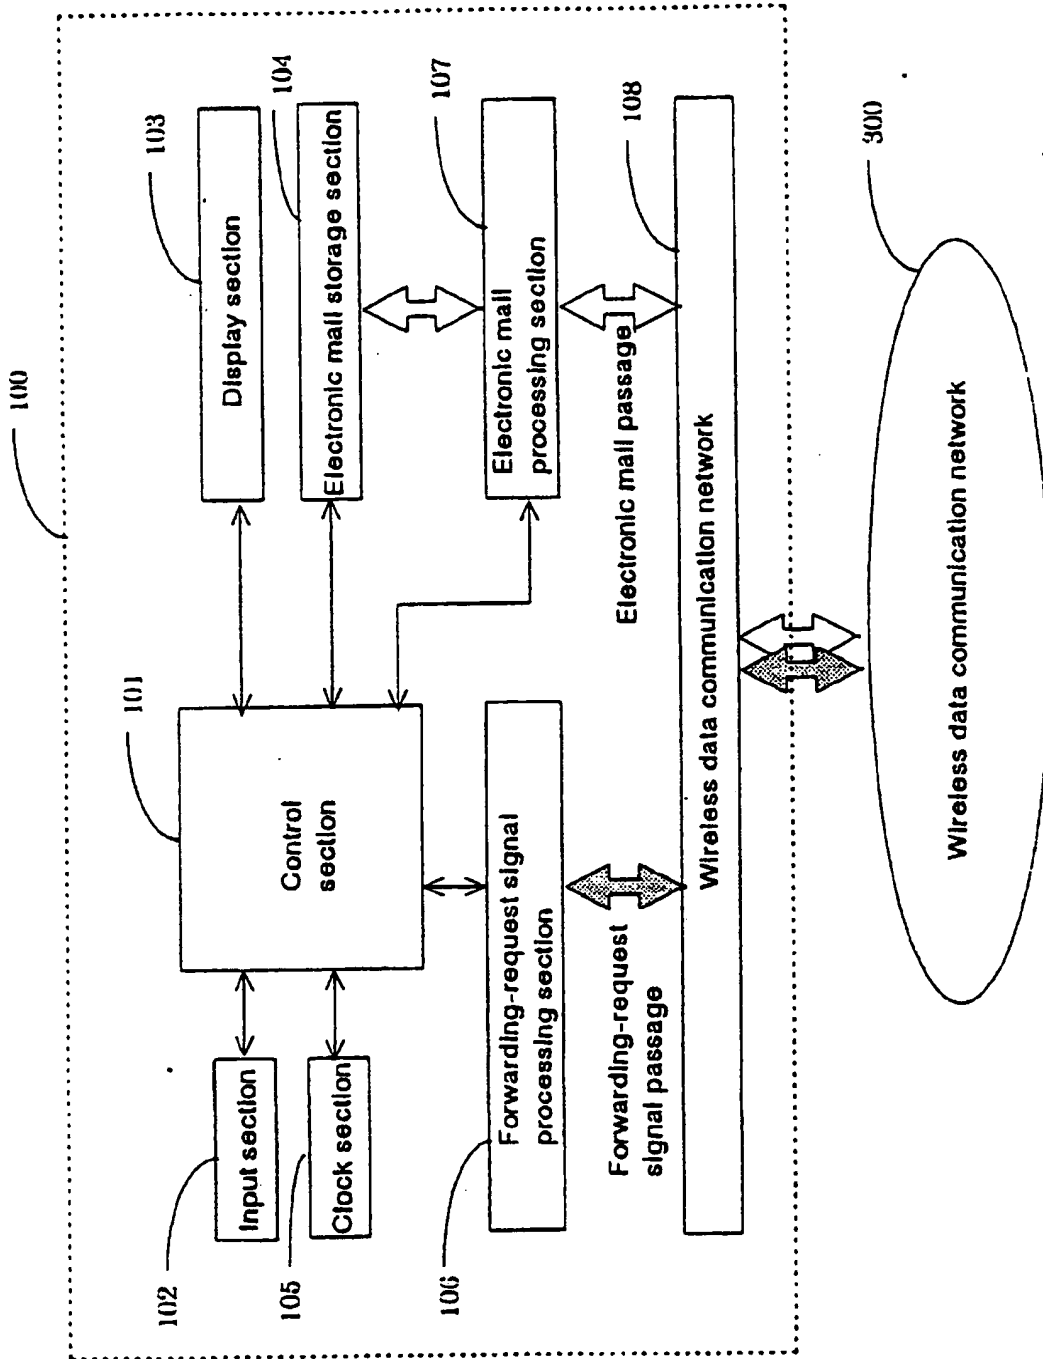 100
101
103
Display section
104
Electronic mail storage section
107
Electronic mail
processing section
Control
section
102
Input section
105
Clock section
106
Forwarding-request signal
processing section
Forwarding-request
signal passage
Electronic mail passage
108
Wireless data communication network
300
Wireless data communication network